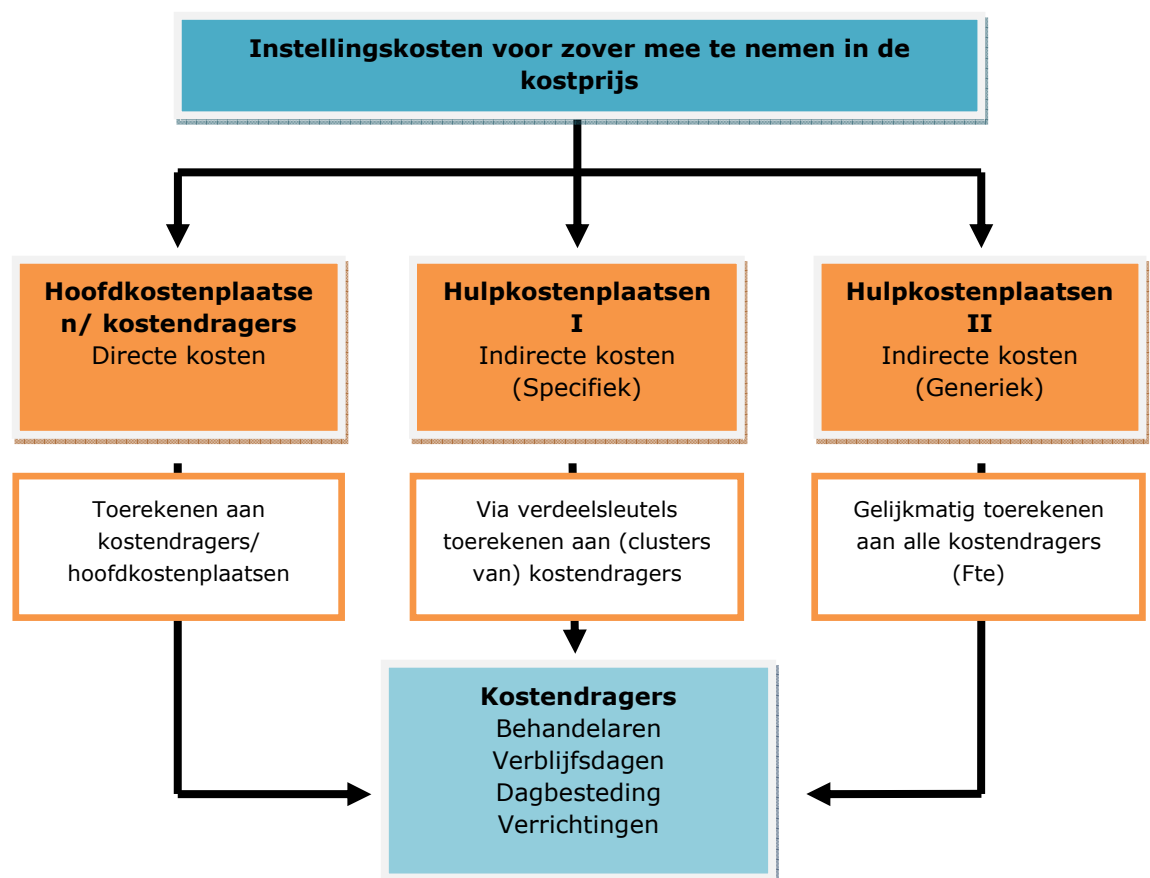 Instellingskosten voor zover mee te nemen in de
kostprijs
Hoofdkostenplaatse
n/ kostendragers
Directe kosten
Hulpkostenplaatsen
I
Indirecte kosten
(Specifiek)
Hulpkostenplaatsen
II
Indirecte kosten
(Generiek)
Toerekenen aan
kostendragers/
hoofdkostenplaatsen
Via verdeelsleutels
toerekenen aan (clusters
van) kostendragers
Gelijkmatig toerekenen
aan alle kostendragers
(Fte)
Kostendragers
Behandelaren
Verblijfsdagen
Dagbesteding
Verrichtingen